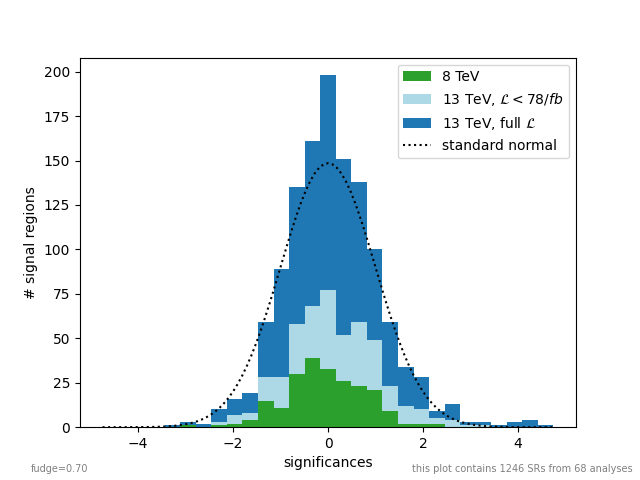 200
175
150
125
100
75
50
25
0
# signal regions
8 TeV
13 TeV, ℒ < 78/fb
13 TeV, full ℒ
standard normal
−4 −2 0 2 4
significances
fudge=0.70
this plot contains 1246 SRs from 68 analyses